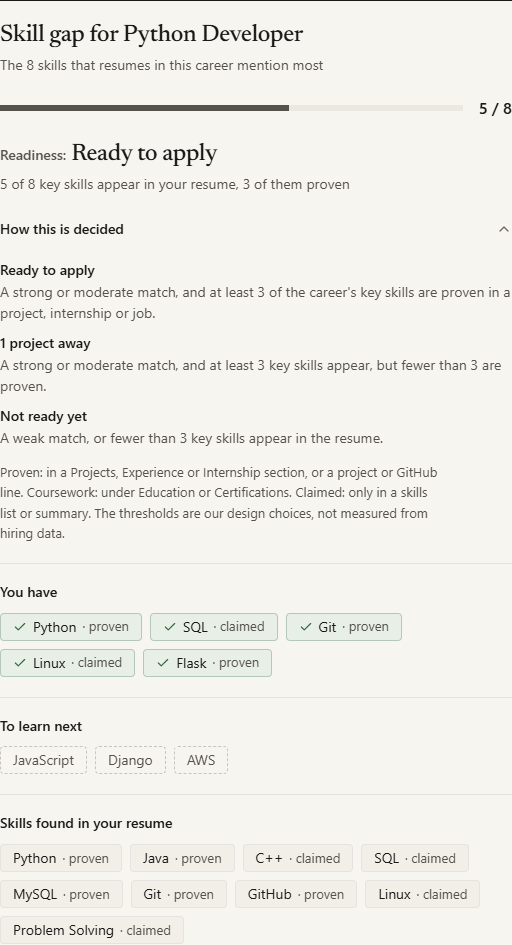 Skill gap for Python Developer
The 8 skills that resumes in this career mention most
5 / 8
Readiness: Ready to apply
5 of 8 key skills appear in your resume, 3 of them proven
How this is decided
Ready to apply
A strong or moderate match, and at least 3 of the career's key skills are proven in a
project, internship or job.
1 project away
A strong or moderate match, and at least 3 key skills appear, but fewer than 3 are
proven.
Not ready yet
A weak match, or fewer than 3 key skills appear in the resume.
Proven: in a Projects, Experience or Internship section, or a project or GitHub
line. Coursework: under Education or Certifications. Claimed: only in a skills
list or summary. The thresholds are our design choices, not measured from
hiring data.
You have
Python · proven SQL · claimed Git · proven
Linux · claimed Flask · proven
To learn next
JavaScript Django AWS
Skills found in your resume
Python · proven Java · proven C++ · claimed SQL · claimed
MySQL · proven Git · proven GitHub · proven Linux · claimed
Problem Solving · claimed